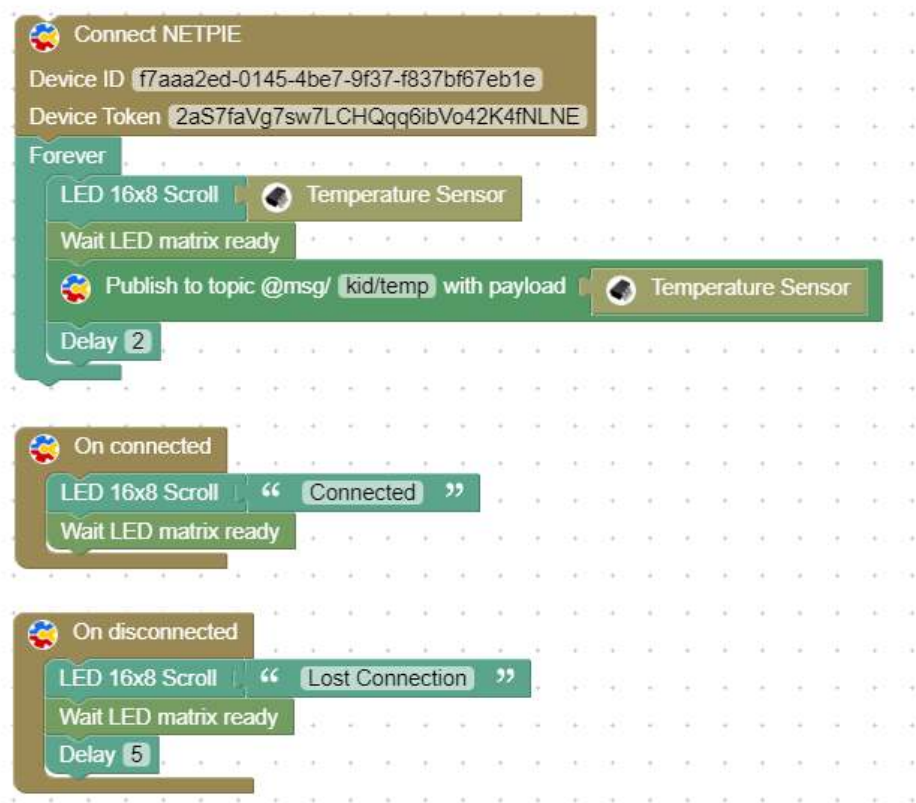 Connect NETPIE
Device ID f7aaa2ed-0145-4be7-9f37-f837bf67eb1e
Device Token 2aS7faVg7sw7LCHQqq6ibVo42K4fNLNE
Forever
LED 16x8 Scroll Temperature Sensor
Wait LED matrix ready
Publish to topic @msg/ kid/temp with payload Temperature Sensor
Delay 2
On connected
LED 16x8 Scroll “ Connected ”
Wait LED matrix ready
On disconnected
LED 16x8 Scroll “ Lost Connection ”
Wait LED matrix ready
Delay 5